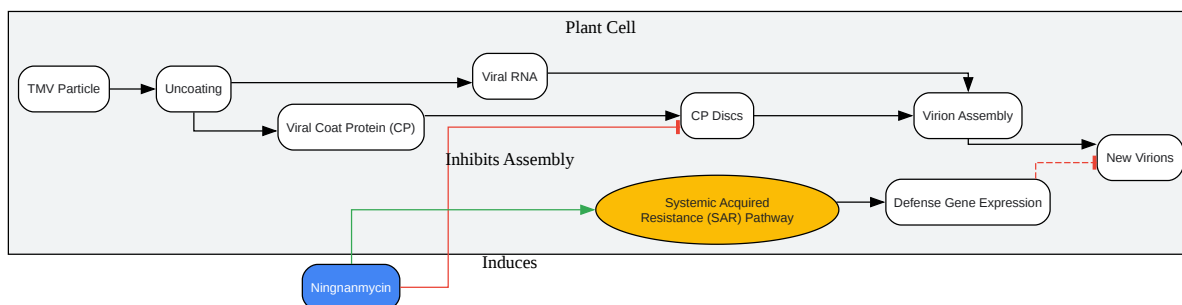 Plant Cell
TMV Particle
Uncoating
Viral RNA
Viral Coat Protein (CP)
CP Discs
Virion Assembly
New Virions
Inhibits Assembly
Systemic Acquired
Resistance (SAR) Pathway
Defense Gene Expression
Induces
Ningnanmycin